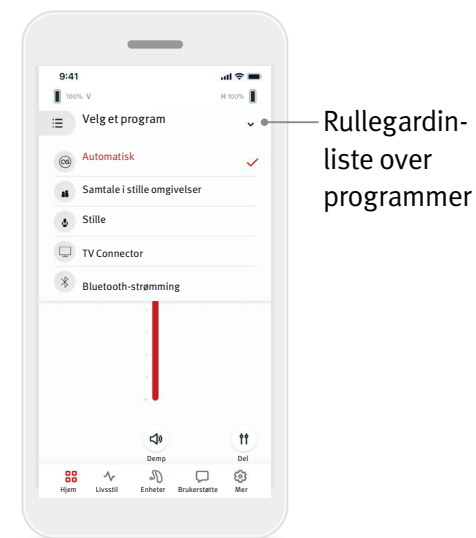 9:41
100% V
H 100%
Velg et program
Automatisk
Samtale i stille omgivelser
Stille
TV Connector
Bluetooth-strømming
Demp
Del
Hjem Livsstil Enheter Brukerstøtte Mer
Rullegardin-
liste over
programmer